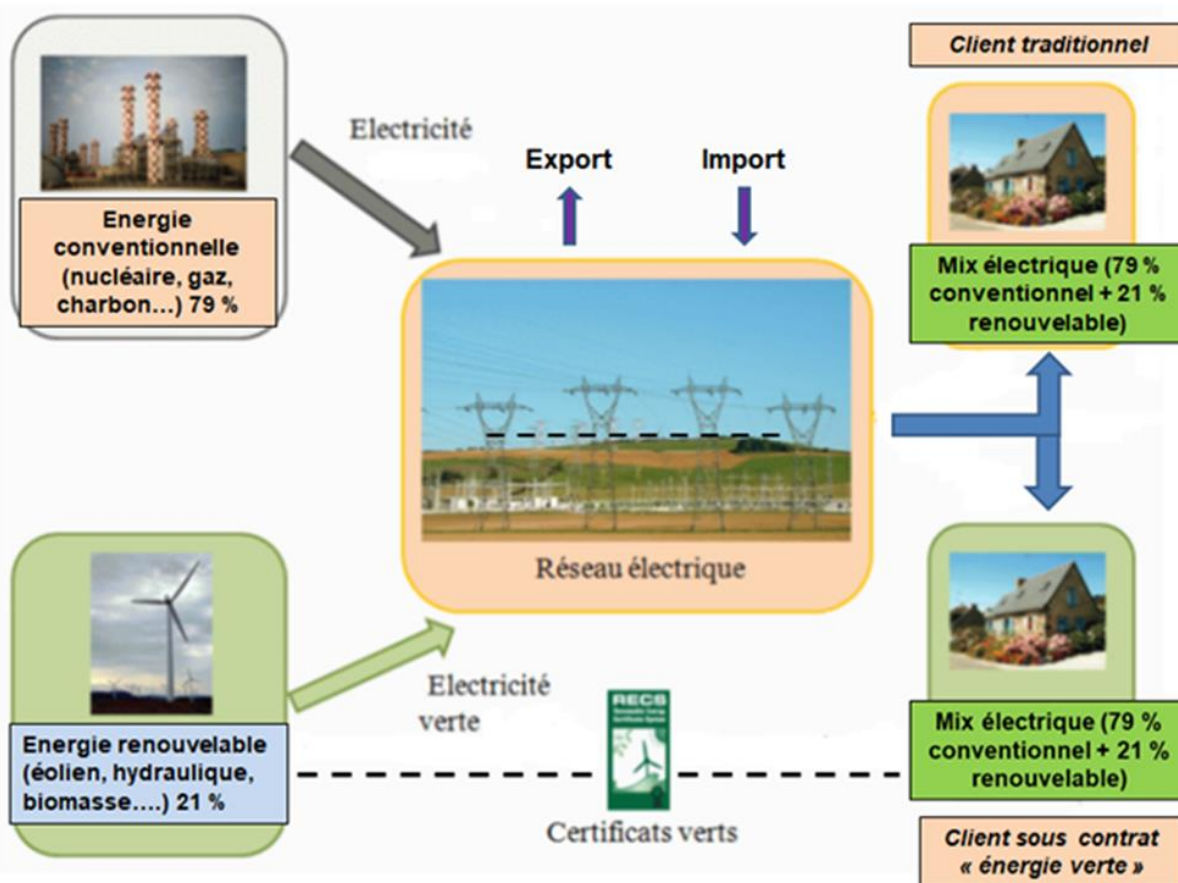 Client traditionnel
Electricité
Export
Import
Energie
conventionnelle
(nucléaire, gaz,
charbon…) 79 %
Mix électrique (79 %
conventionnel + 21 %
renouvelable)
Réseau électrique
Electricité
verte
RECS
Energie renouvelable
(éolien, hydraulique,
biomasse….) 21 %
Mix électrique (79 %
conventionnel + 21 %
renouvelable)
Certificats verts
Client sous contrat
« énergie verte »